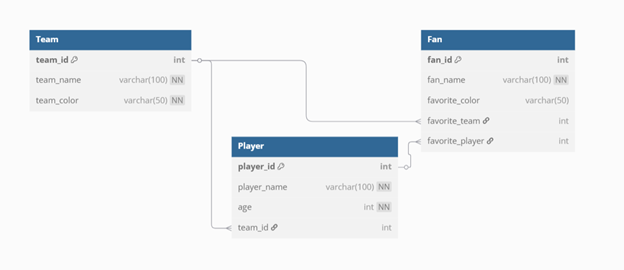 Team
team_id int
team_name varchar(100) NN
team_color varchar(50) NN
Fan
fan_id int
fan_name varchar(100) NN
favorite_color varchar(50)
favorite_team int
favorite_player int
Player
player_id int
player_name varchar(100) NN
age int NN
team_id int